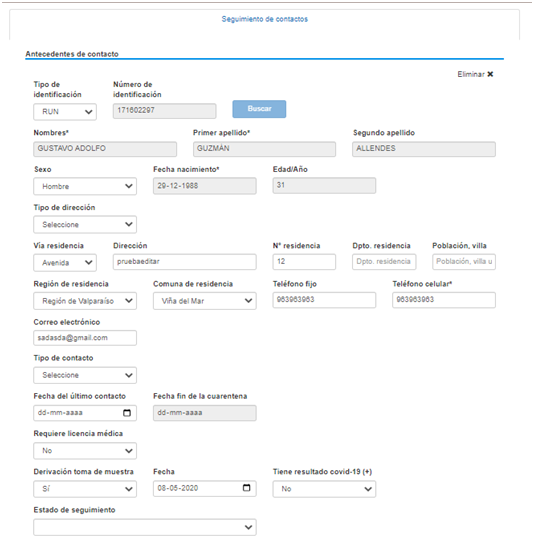 Seguimiento de contactos
Antecedentes de contacto
Eliminar ✖
Tipo de identificación
Número de identificación
RUN
171602297
Buscar
Nombres*
Primer apellido*
Segundo apellido
GUSTAVO ADOLFO
GUZMÁN
ALLENDES
Sexo
Fecha nacimiento*
Edad/Año
Hombre
29-12-1988
31
Tipo de dirección
Seleccione
Vía residencia
Dirección
Nº residencia
Dpto. residencia
Población, villa
Avenida
pruebaeditar
12
Dpto. residencia
Población, villa u
Región de residencia
Comuna de residencia
Teléfono fijo
Teléfono celular*
Región de Valparaíso
Viña del Mar
963963963
963963963
Correo electrónico
sadasda@gmail.com
Tipo de contacto
Seleccione
Fecha del último contacto
Fecha fin de la cuarentena
dd-mm-aaaa
dd-mm-aaaa
Requiere licencia médica
No
Derivación toma de muestra
Fecha
Tiene resultado covid-19 (+)
Sí
08-05-2020
No
Estado de seguimiento